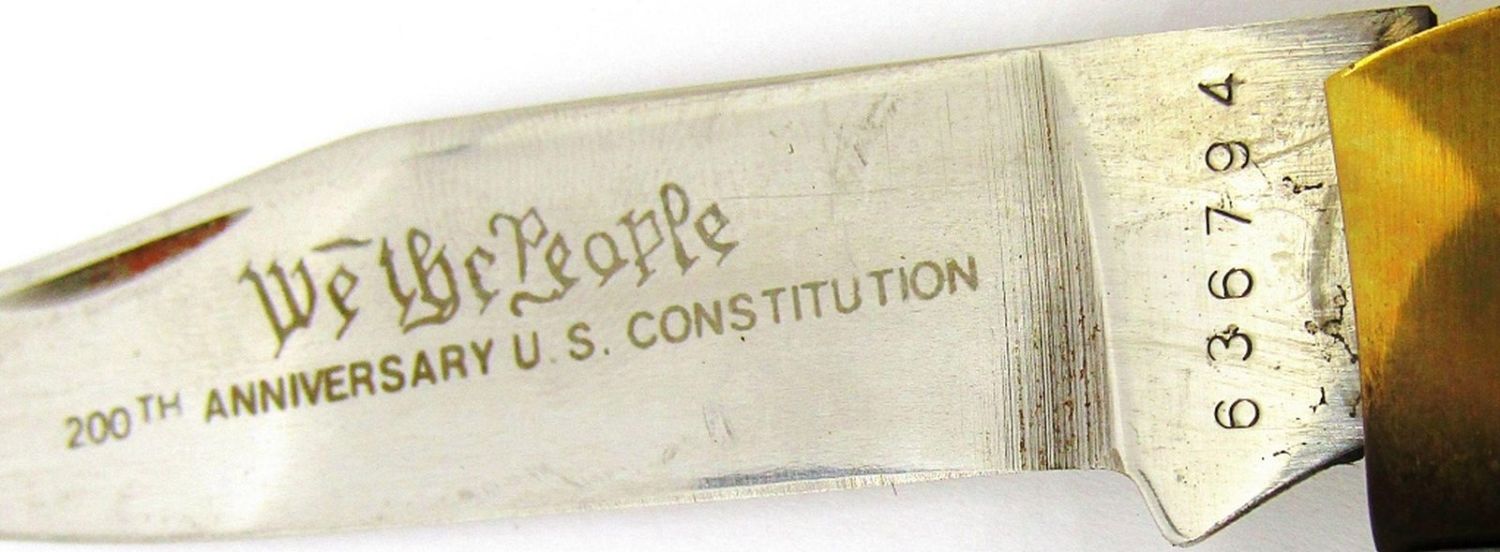 We the People
200TH ANNIVERSARY U.S. CONSTITUTION
636794